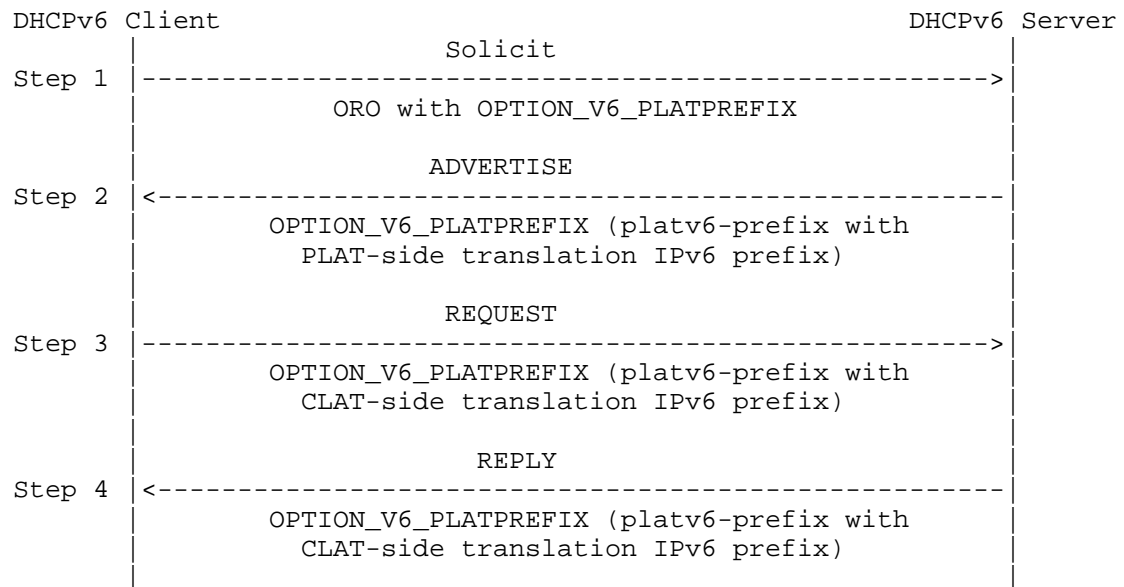 DHCPv6 Client DHCPv6 Server
Solicit
Step 1 |----------------------------------------------------->|
ORO with OPTION_V6_PLATPREFIX
ADVERTISE
Step 2 |<-----------------------------------------------------|
OPTION_V6_PLATPREFIX (platv6-prefix with
PLAT-side translation IPv6 prefix)
REQUEST
Step 3 |----------------------------------------------------->|
OPTION_V6_PLATPREFIX (platv6-prefix with
CLAT-side translation IPv6 prefix)
REPLY
Step 4 |<-----------------------------------------------------|
OPTION_V6_PLATPREFIX (platv6-prefix with
CLAT-side translation IPv6 prefix)